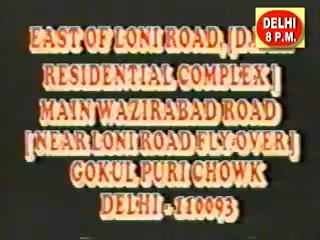 DELHI
8 P.M.
EAST OF LONI ROAD,
RESIDENTIAL COMPLEX ]
MAIN WAZIRABAD ROAD
[ NEAR LONI ROAD FLY-OVER ]
GOKUL PURI CHOWK
DELHI - 110093